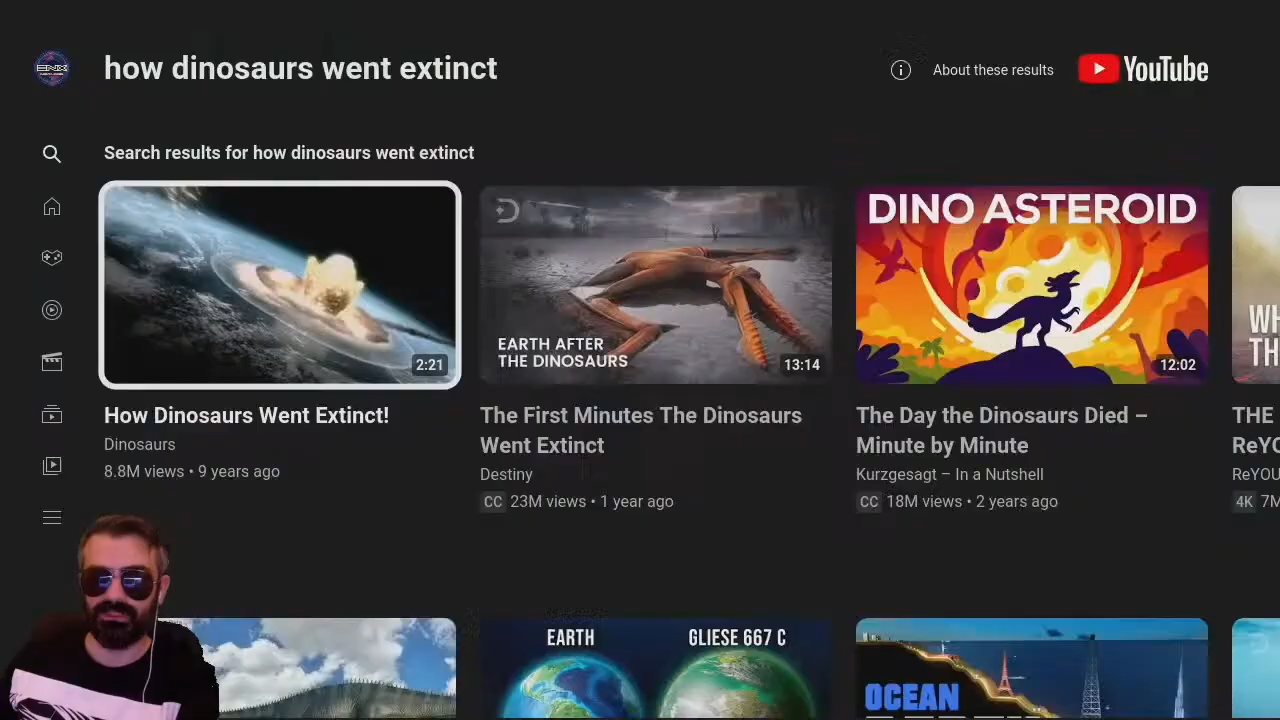 how dinosaurs went extinct
About these results
YouTube
Search results for how dinosaurs went extinct
2:21
EARTH AFTER
THE DINOSAURS
13:14
DINO ASTEROID
12:02
How Dinosaurs Went Extinct!
Dinosaurs
8.8M views • 9 years ago
The First Minutes The Dinosaurs
Went Extinct
Destiny
CC 23M views • 1 year ago
The Day the Dinosaurs Died –
Minute by Minute
Kurzgesagt – In a Nutshell
CC 18M views • 2 years ago
THE
4K
EARTH
GLIESE 667 C
OCEAN